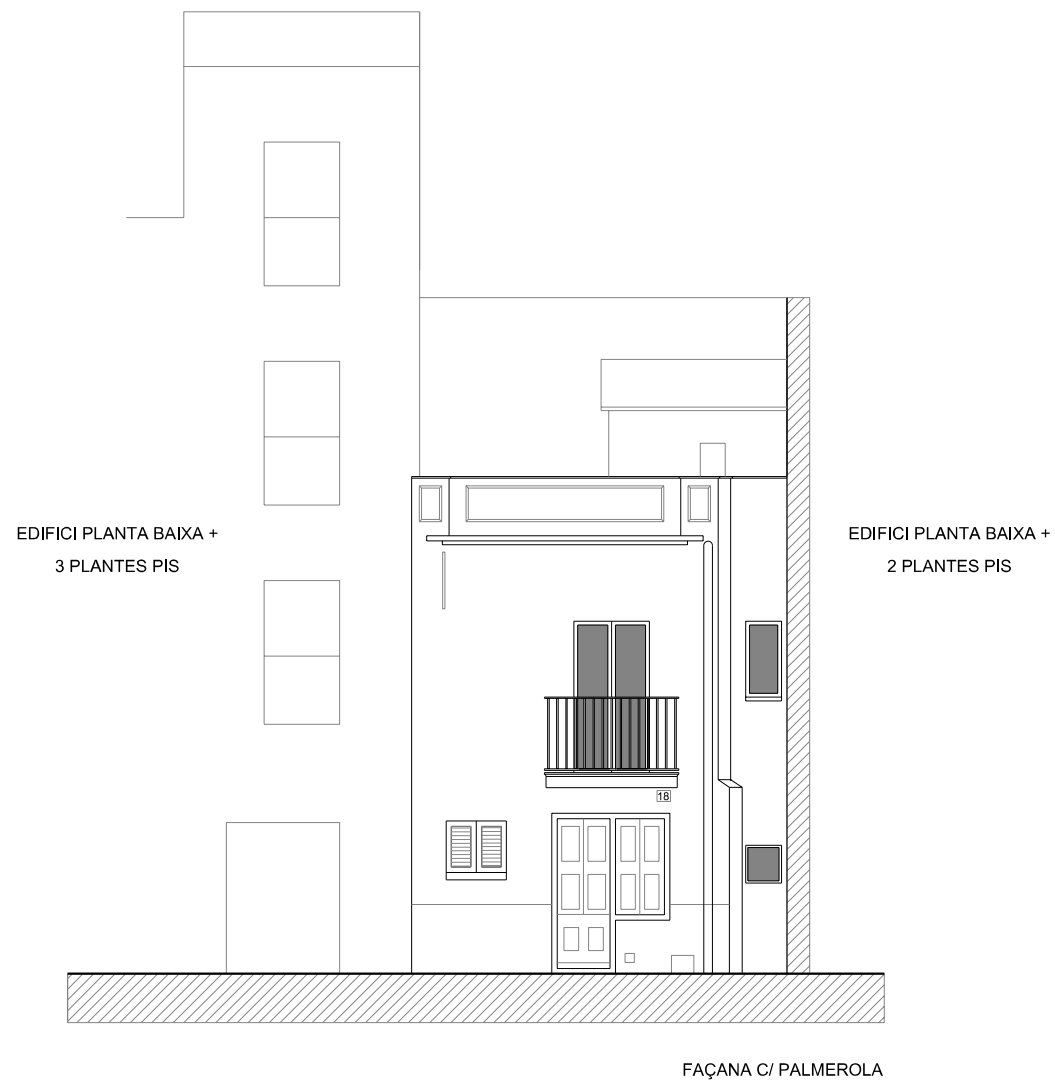 EDIFICI PLANTA BAIXA +
3 PLANTES PIS
EDIFICI PLANTA BAIXA +
2 PLANTES PIS
18
FAÇANA C/ PALMEROLA